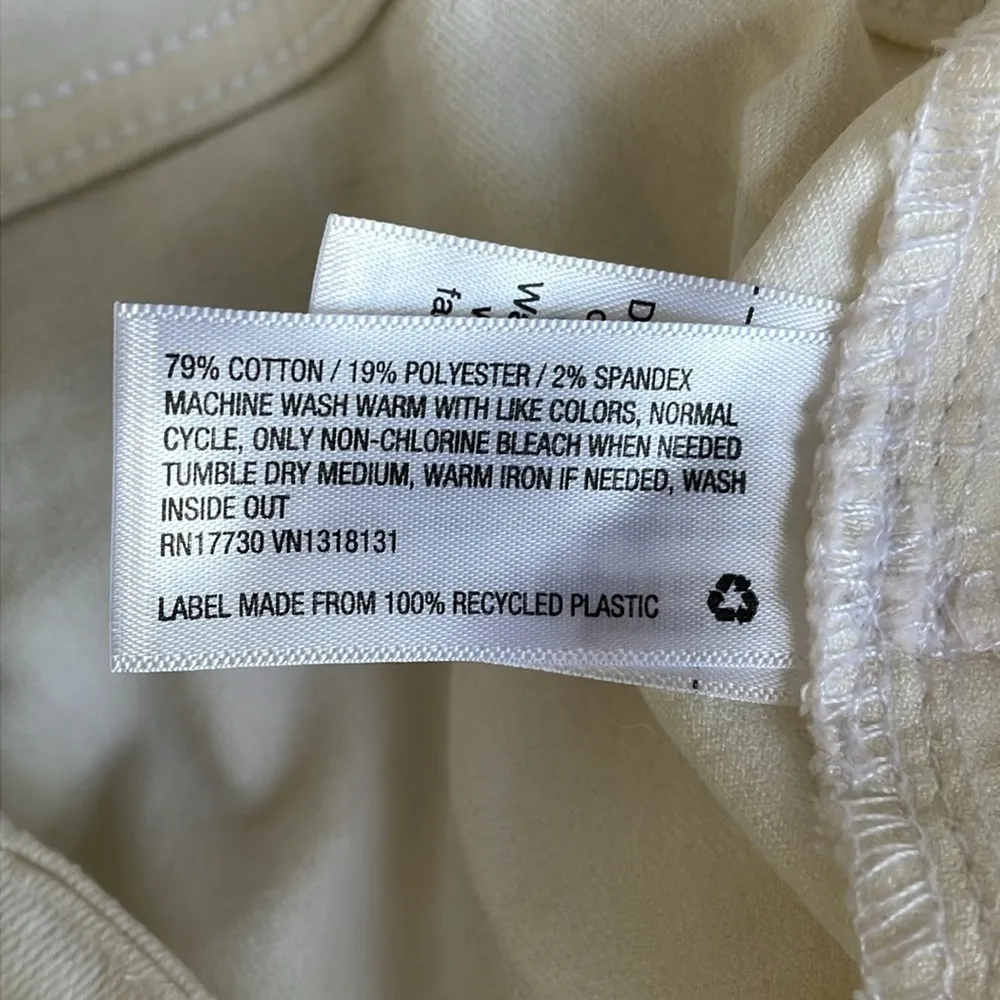 79% COTTON / 19% POLYESTER / 2% SPANDEX
MACHINE WASH WARM WITH LIKE COLORS, NORMAL
CYCLE, ONLY NON-CHLORINE BLEACH WHEN NEEDED
TUMBLE DRY MEDIUM, WARM IRON IF NEEDED, WASH
INSIDE OUT
RN17730 VN1318131
LABEL MADE FROM 100% RECYCLED PLASTIC